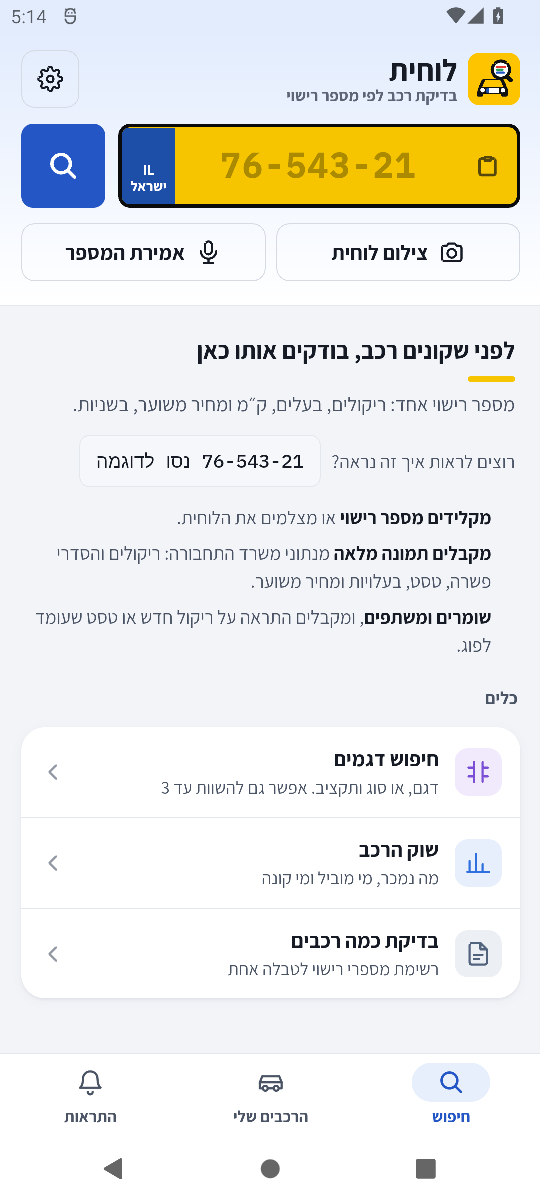 5:14
לוחית
בדיקת רכב לפי מספר רישוי
76-543-21
IL
ישראל
צילום לוחית
אמירת המספר
לפני שקונים רכב, בודקים אותו כאן
מספר רישוי אחד: ריקולים, בעלים, ק״מ ומחיר משוער, בשניות.
רוצים לראות איך זה נראה?
נסו לדוגמה 76-543-21
מקלידים מספר רישוי או מצלמים את הלוחית.
מקבלים תמונה מלאה מנתוני משרד התחבורה: ריקולים והסדרי
פשרה, טסט, בעלויות ומחיר משוער.
שומרים ומשתפים, ומקבלים התראה על ריקול חדש או טסט שעומד
לפוג.
כלים
חיפוש דגמים
דגם, או סוג ותקציב. אפשר גם להשוות עד 3
שוק הרכב
מה נמכר, מי מוביל ומי קונה
בדיקת כמה רכבים
רשימת מספרי רישוי לטבלה אחת
חיפוש
הרכבים שלי
התראות